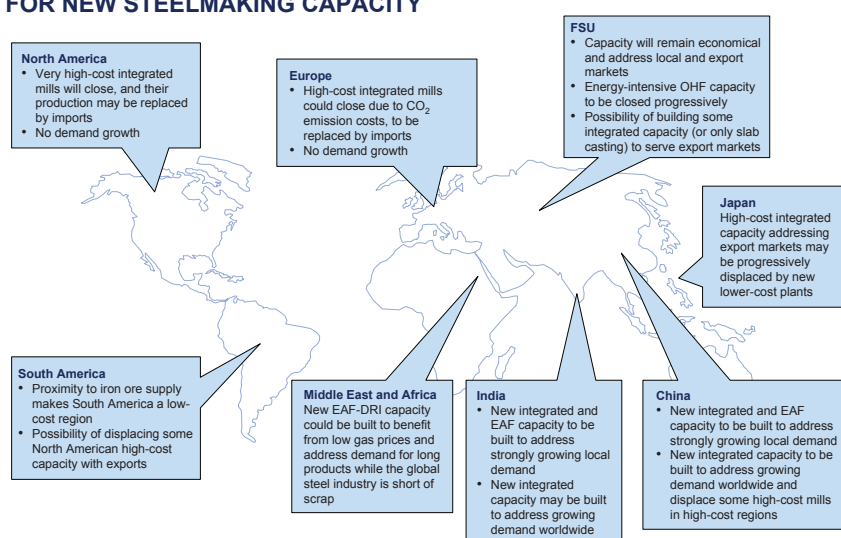 FOR NEW STEELMAKING CAPACITY
North America
• Very high-cost integrated
mills will close, and their
production may be replaced
by imports
• No demand growth
Europe
• High-cost integrated mills
could close due to CO2
emission costs, to be
replaced by imports
• No demand growth
FSU
• Capacity will remain economical
and address local and export
markets
• Energy-intensive OHF capacity
to be closed progressively
• Possibility of building some
integrated capacity (or only slab
casting) to serve export markets
Japan
High-cost integrated
capacity addressing
export markets may
be progressively
displaced by new
lower-cost plants
South America
• Proximity to iron ore supply
makes South America a low-
cost region
• Possibility of displacing some
North American high-cost
capacity with exports
Middle East and Africa
New EAF-DRI capacity
could be built to benefit
from low gas prices and
address demand for long
products while the global
steel industry is short of
scrap
India
• New integrated and
EAF capacity to be
built to address
strongly growing local
demand
• New integrated
capacity may be built
to address growing
demand worldwide
China
• New integrated and EAF
capacity to be built to address
strongly growing local demand
• New integrated capacity to be
built to address growing
demand worldwide and
displace some high-cost mills
in high-cost regions